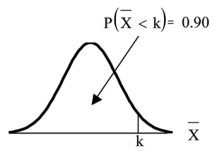 P(X̅ < k) = 0.90
X̅
k